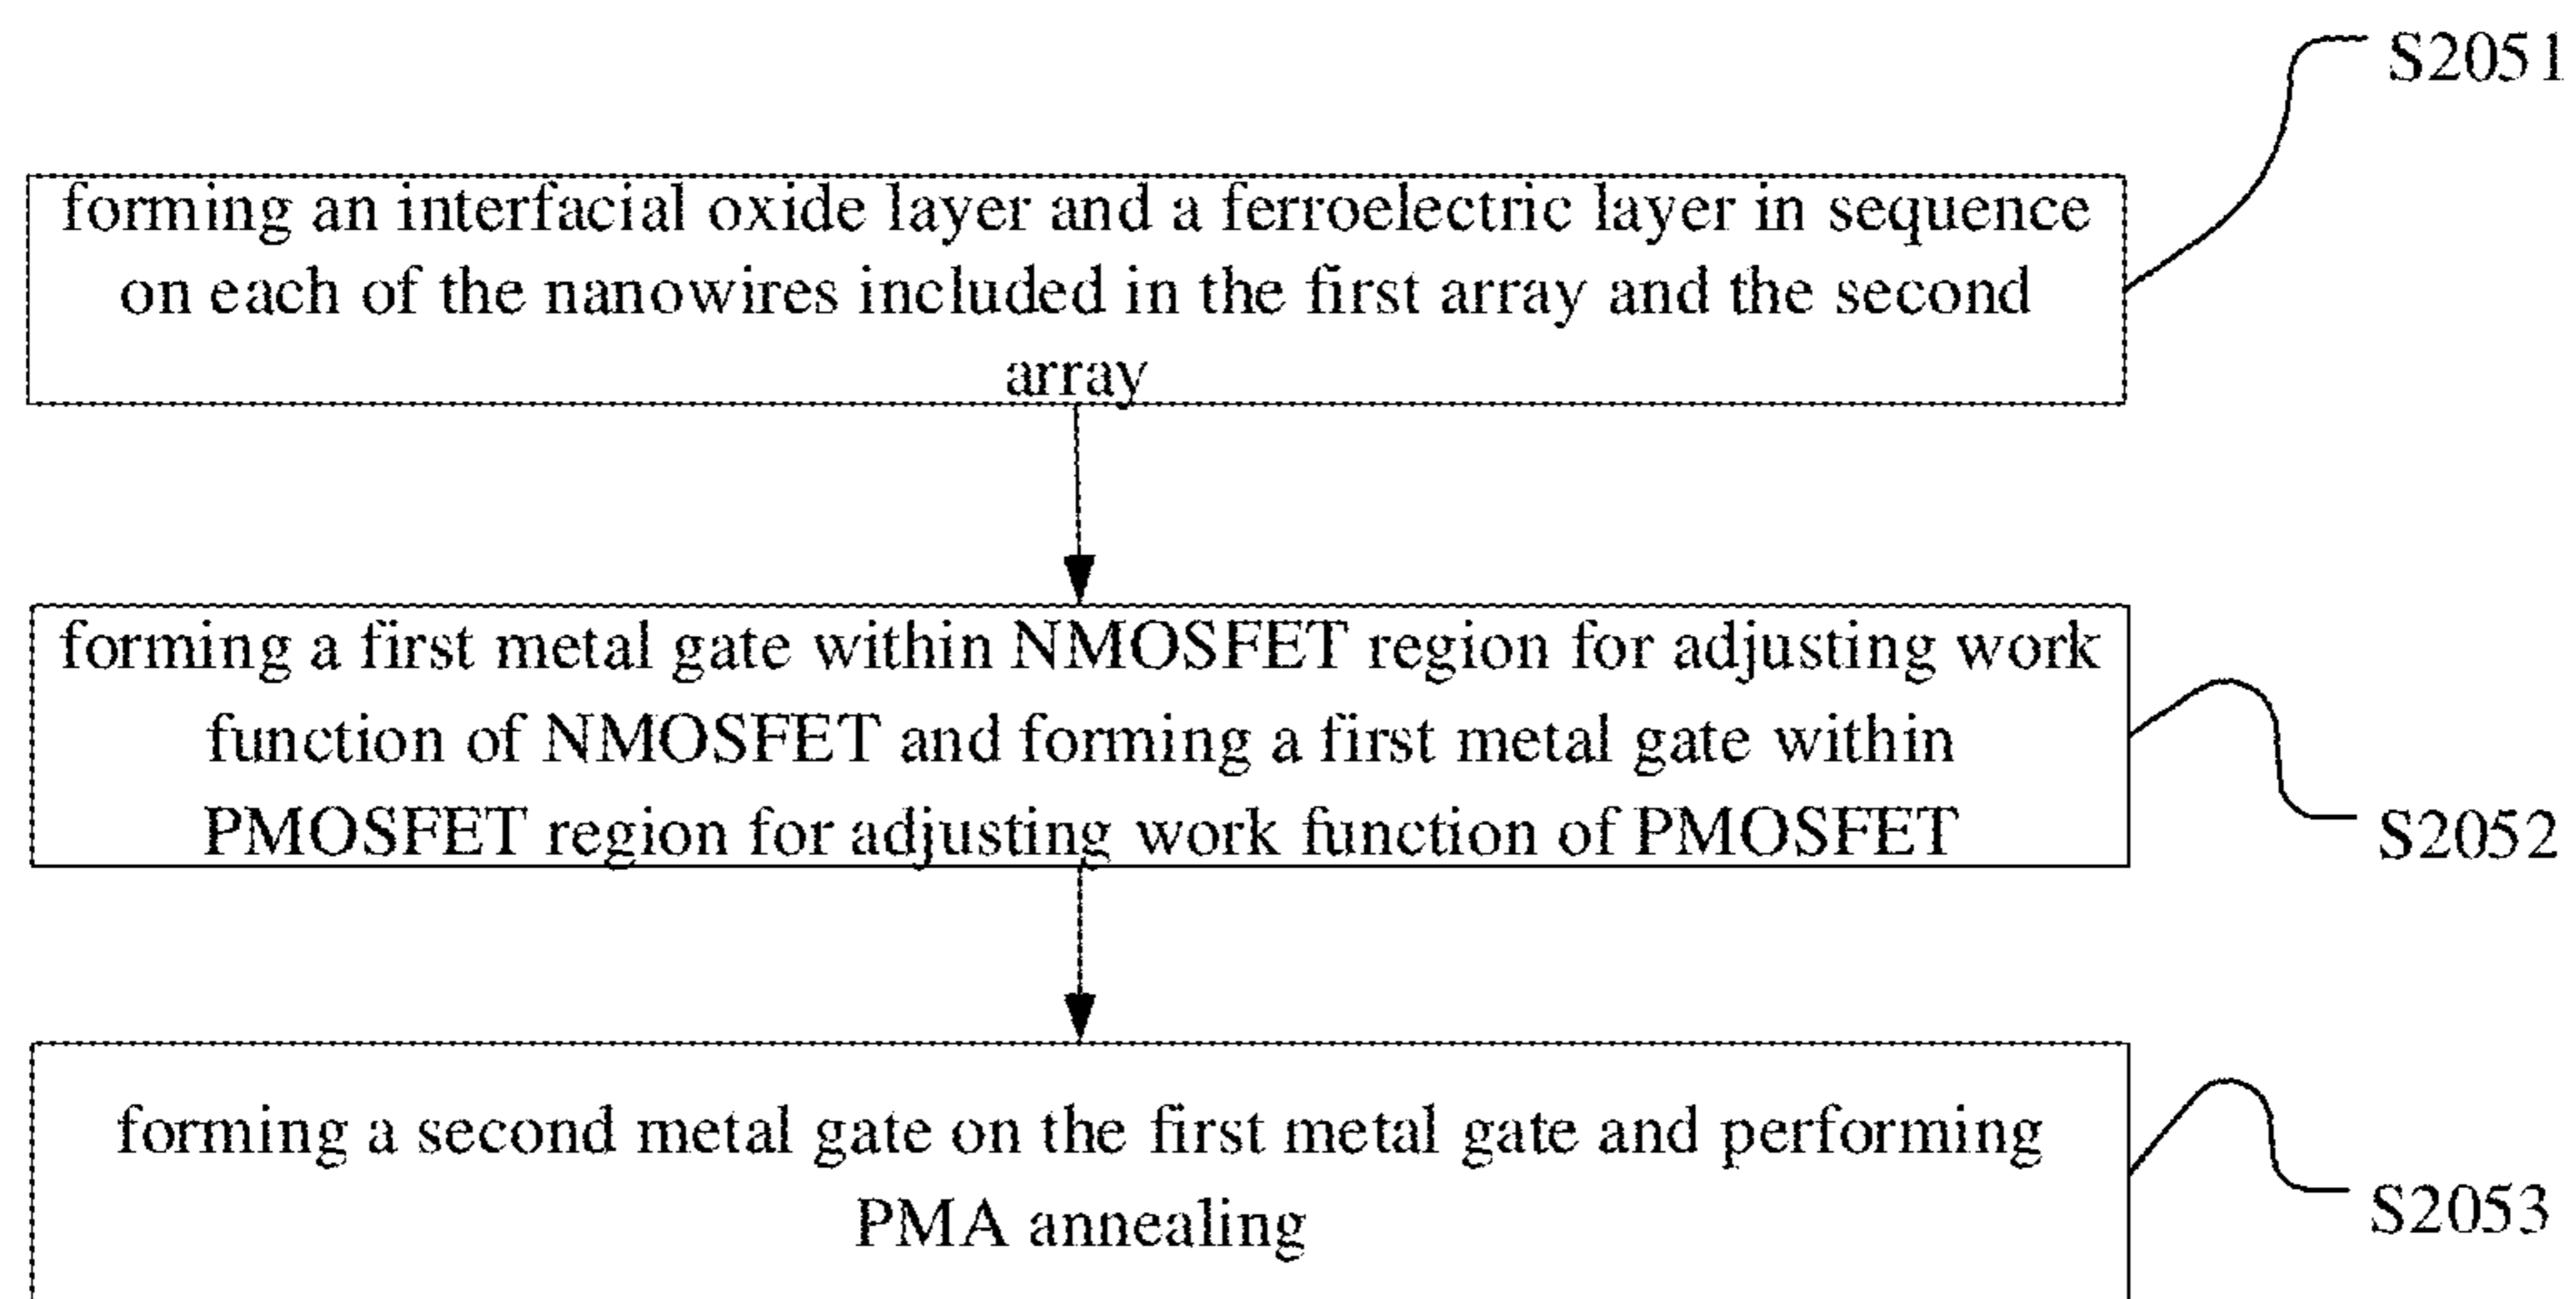 S2051
forming an interfacial oxide layer and a ferroelectric layer in sequence
on each of the nanowires included in the first array and the second
array
forming a first metal gate within NMOSFET region for adjusting work
function of NMOSFET and forming a first metal gate within
PMOSFET region for adjusting work function of PMOSFET
S2052
forming a second metal gate on the first metal gate and performing
PMA annealing
S2053